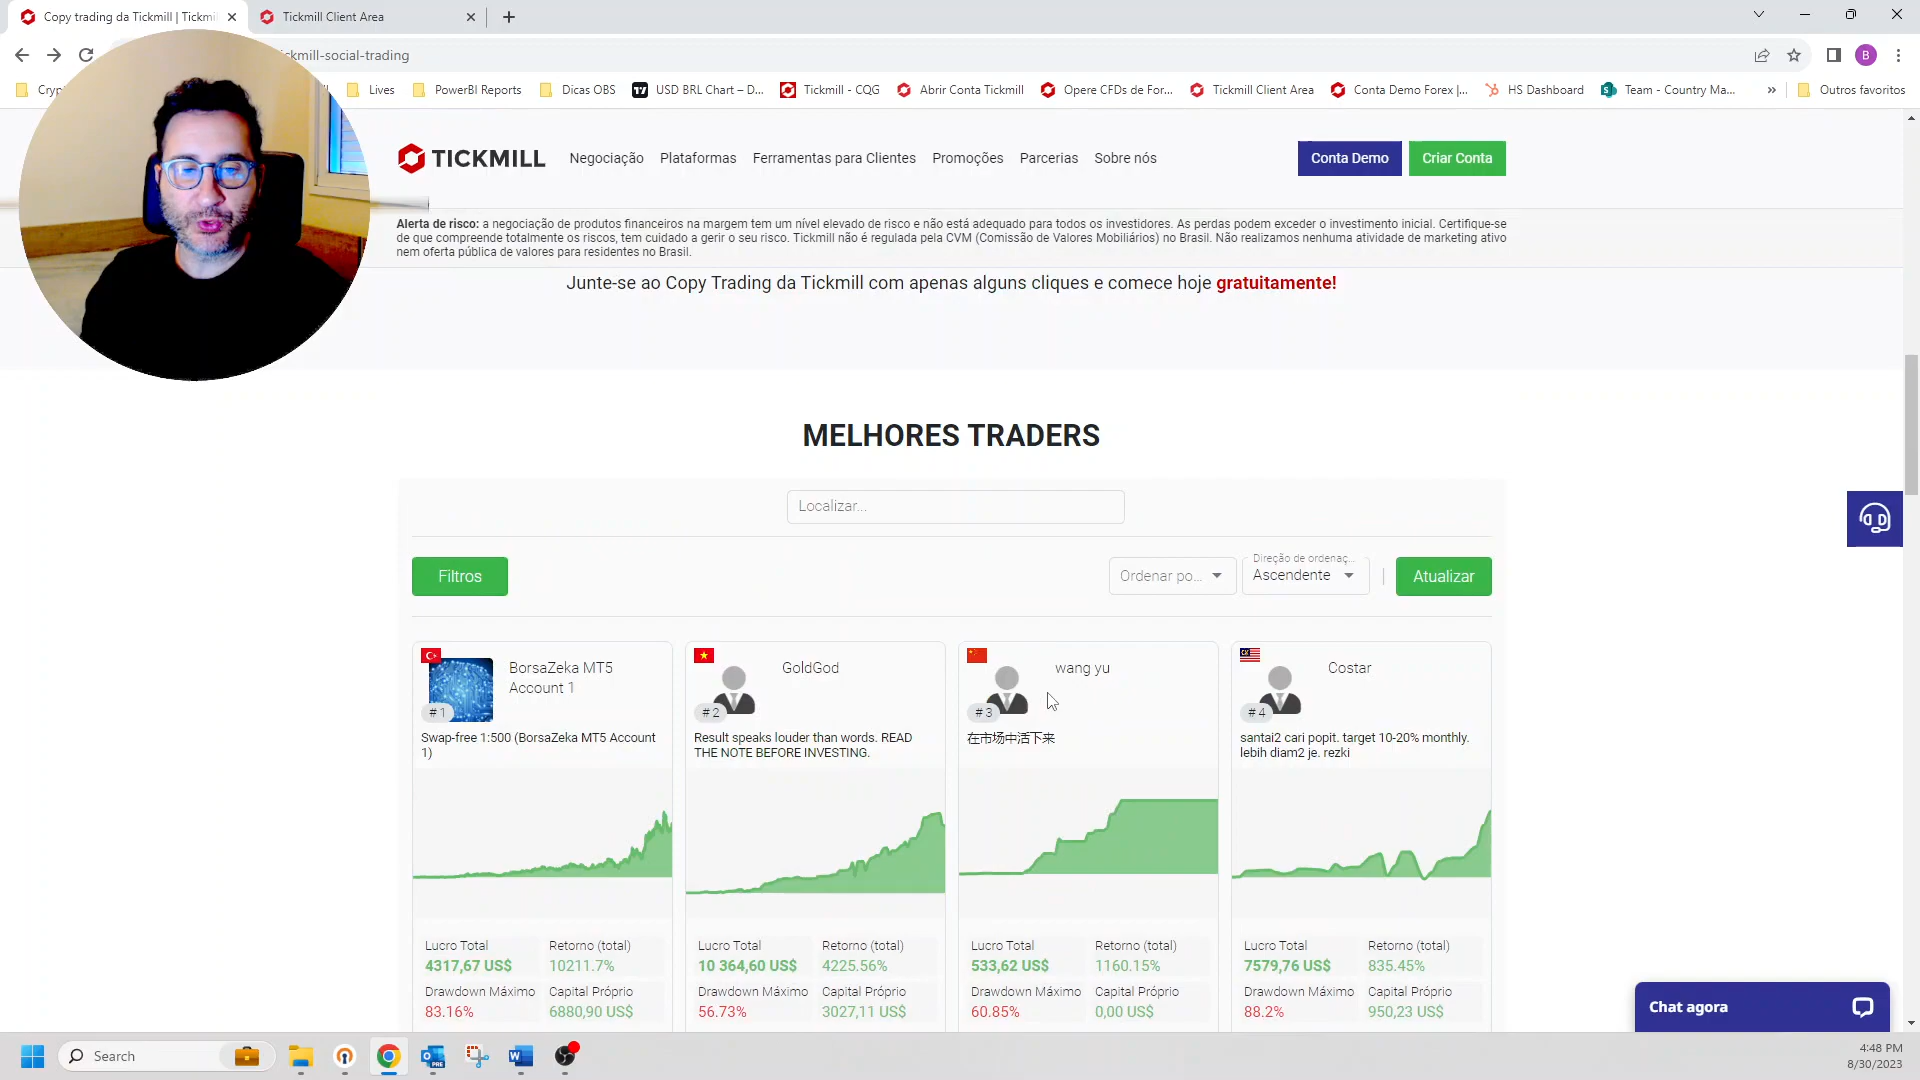 Copy trading da Tickmill | Tickmi
Tickmill Client Area
ickmill-social-trading
B
Cry
Lives
PowerBI Reports
Dicas OBS
USD BRL Chart – D...
Tickmill - CQG
Abrir Conta Tickmill
Opere CFDs de For...
Tickmill Client Area
Conta Demo Forex |...
HS Dashboard
Team - Country Ma...
»
Outros favoritos
TICKMILL
Negociação
Plataformas
Ferramentas para Clientes
Promoções
Parcerias
Sobre nós
Conta Demo
Criar Conta
Alerta de risco: a negociação de produtos financeiros na margem tem um nível elevado de risco e não está adequado para todos os investidores. As perdas podem exceder o investimento inicial. Certifique-se
de que compreende totalmente os riscos, tem cuidado a gerir o seu risco. Tickmill não é regulada pela CVM (Comissão de Valores Mobiliários) no Brasil. Não realizamos nenhuma atividade de marketing ativo
nem oferta pública de valores para residentes no Brasil.
Junte-se ao Copy Trading da Tickmill com apenas alguns cliques e comece hoje gratuitamente!
MELHORES TRADERS
Localizar...
Filtros
Ordenar po...
Direção de ordenaç...
Ascendente
Atualizar
BorsaZeka MT5
Account 1
# 1
Swap-free 1:500 (BorsaZeka MT5 Account
1)
Lucro Total
Retorno (total)
4317,67 US$
10211.7%
Drawdown Máximo
Capital Próprio
83.16%
6880,90 US$
GoldGod
# 2
Result speaks louder than words. READ
THE NOTE BEFORE INVESTING.
Lucro Total
Retorno (total)
10 364,60 US$
4225.56%
Drawdown Máximo
Capital Próprio
56.73%
3027,11 US$
wang yu
# 3
在市场中活下来
Lucro Total
Retorno (total)
533,62 US$
1160.15%
Drawdown Máximo
Capital Próprio
60.85%
0,00 US$
Costar
# 4
santai2 cari popit. target 10-20% monthly.
lebih diam2 je. rezki
Lucro Total
Retorno (total)
7579,76 US$
835.45%
Drawdown Máximo
Capital Próprio
88.2%
950,23 US$
Chat agora
Search
4:48 PM
8/30/2023